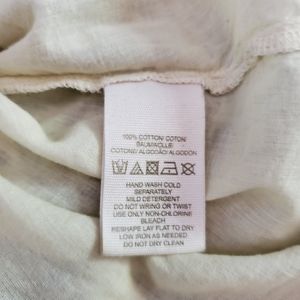 100% COTTON/ COTON/
BAUMWOLLE/
COTONE/ ALGODÃO/ ALGODON
HAND WASH COLD
SEPARATELY
MILD DETERGENT
DO NOT WRING OR TWIST
USE ONLY NON-CHLORINE
BLEACH
RESHAPE LAY FLAT TO DRY
LOW IRON AS NEEDED
DO NOT DRY CLEAN